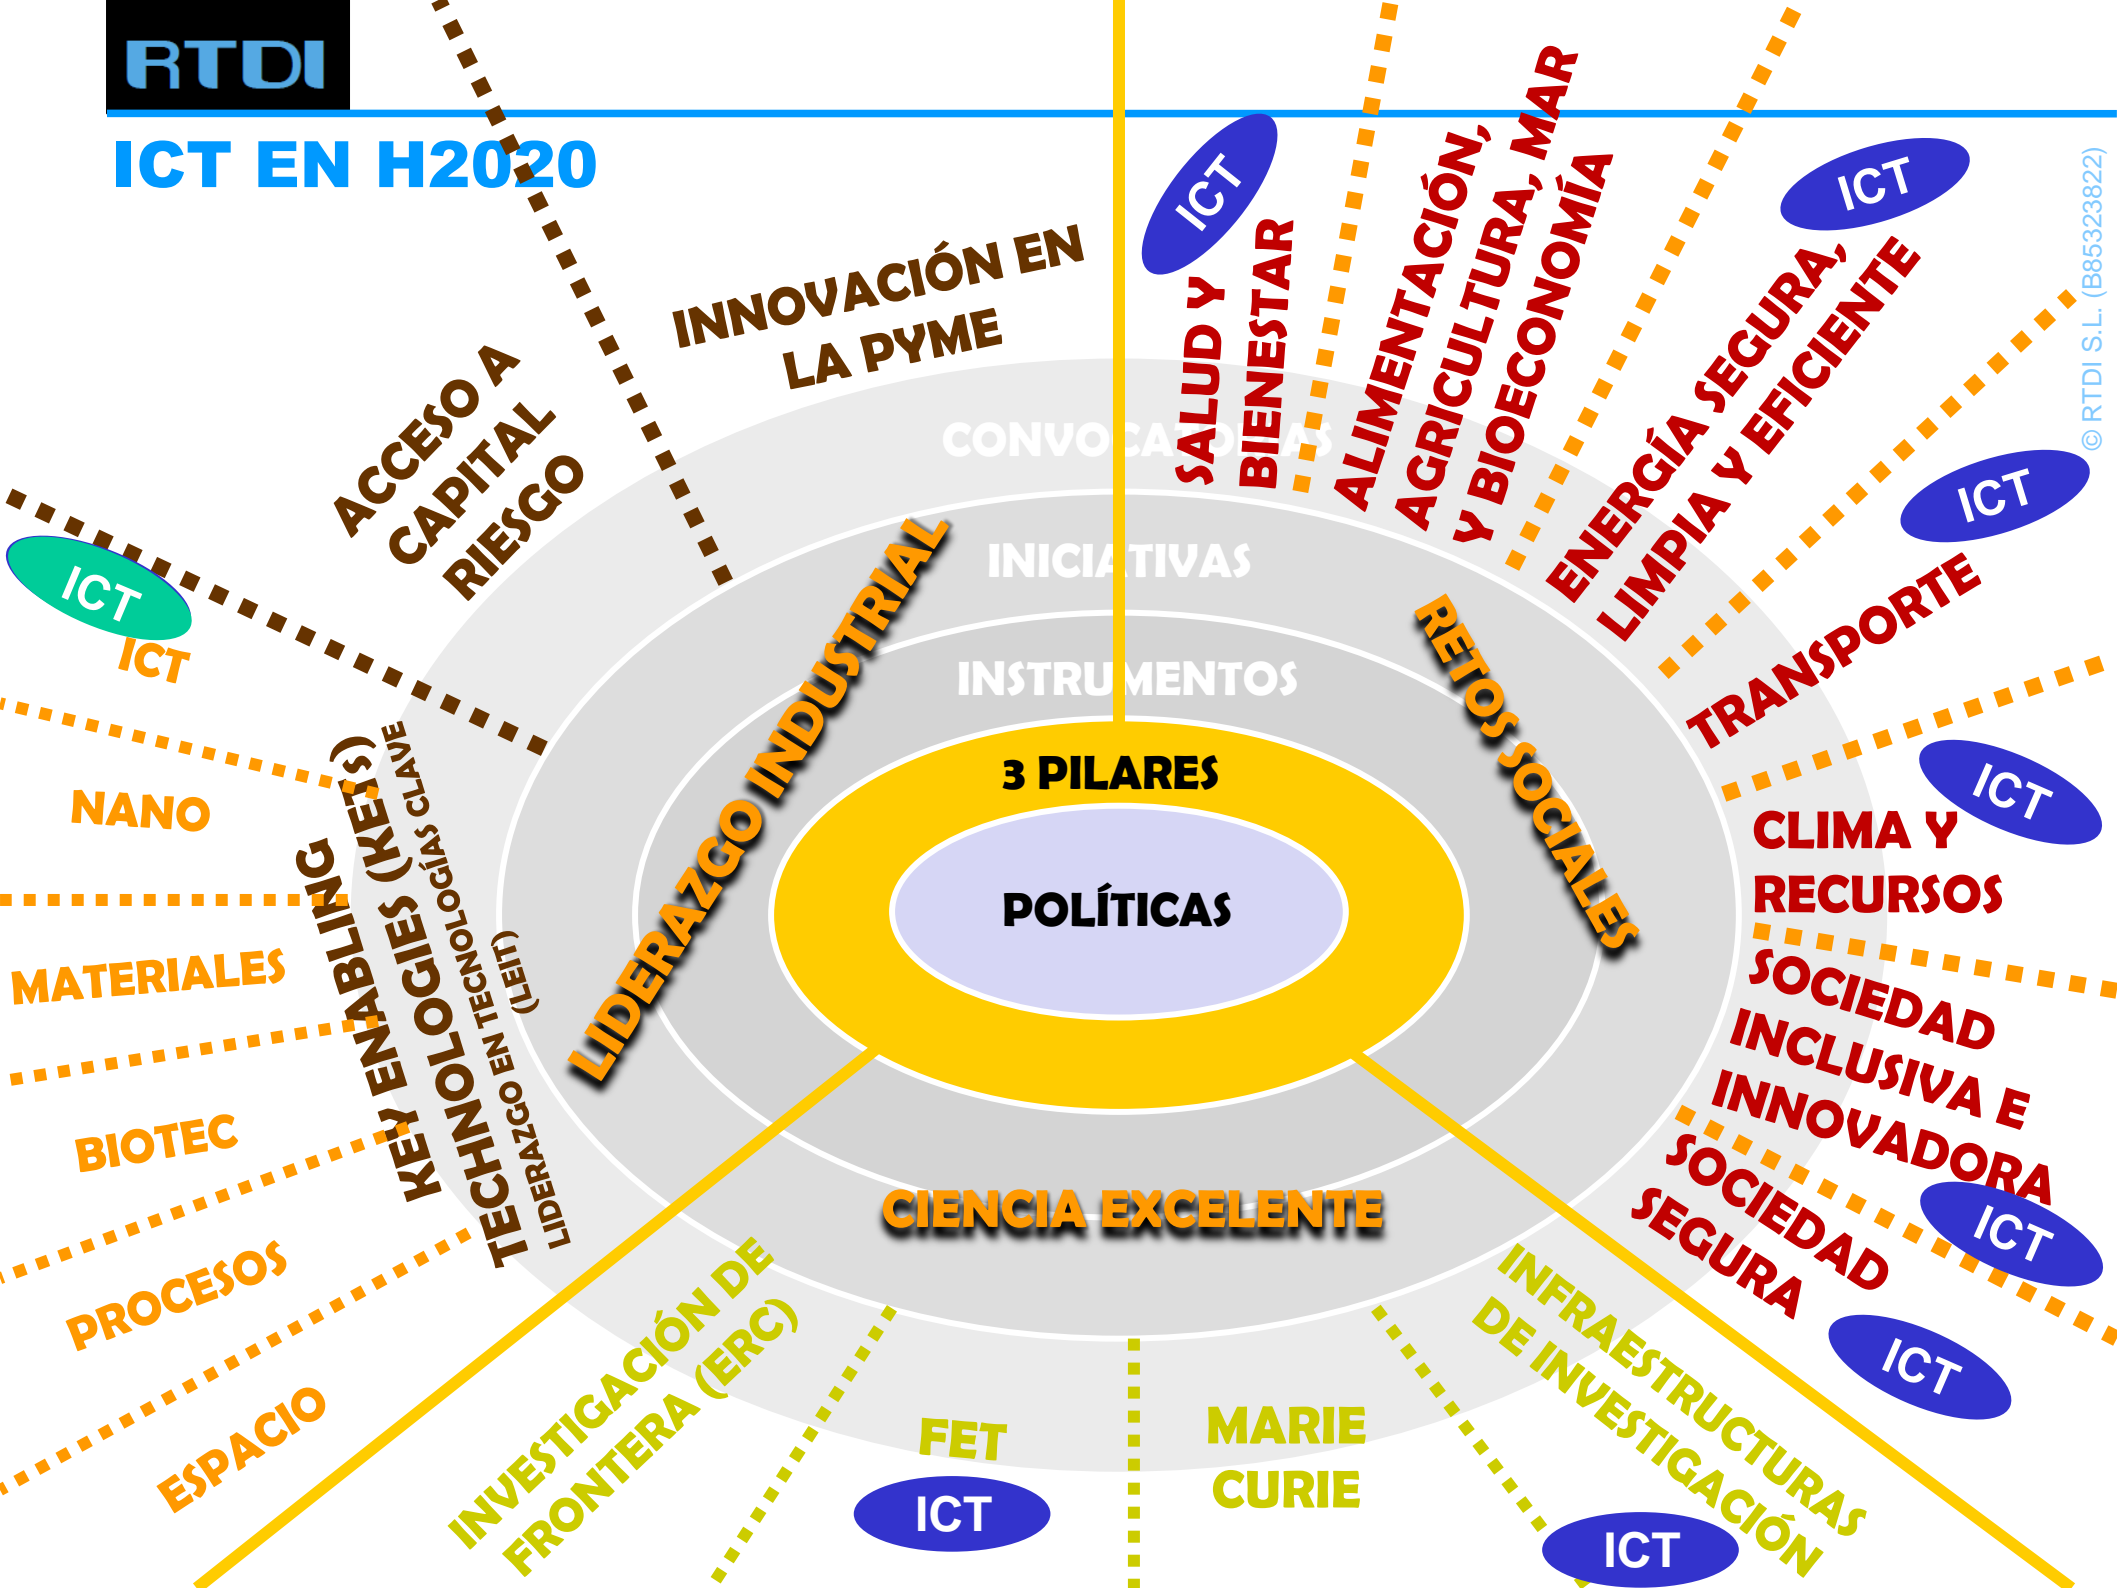 RTDI
ICT EN H2020
© RTDI S.L. (B85323822)
INNOVACIÓN EN
LA PYME
ACCESO A
CAPITAL
RIESGO
ICT
ICT
NANO
MATERIALES
BIOTEC
PROCESOS
ESPACIO
KEY ENABLING
TECHNOLOGIES (KETS)
LIDERAZGO EN TECNOLOGÍAS CLAVE
(LEIT)
CONVOCATORIAS
INICIATIVAS
INSTRUMENTOS
3 PILARES
POLÍTICAS
LIDERAZGO INDUSTRIAL
RETOS SOCIALES
CIENCIA EXCELENTE
ICT
SALUD Y
BIENESTAR
ALIMENTACIÓN,
AGRICULTURA, MAR
Y BIOECONOMÍA
ICT
ENERGÍA SEGURA,
LIMPIA Y EFICIENTE
ICT
TRANSPORTE
ICT
CLIMA Y
RECURSOS
SOCIEDAD
INCLUSIVA E
INNOVADORA
ICT
SOCIEDAD
SEGURA
ICT
INVESTIGACIÓN DE
FRONTERA (ERC)
FET
ICT
MARIE
CURIE
INFRAESTRUCTURAS
DE INVESTIGACIÓN
ICT